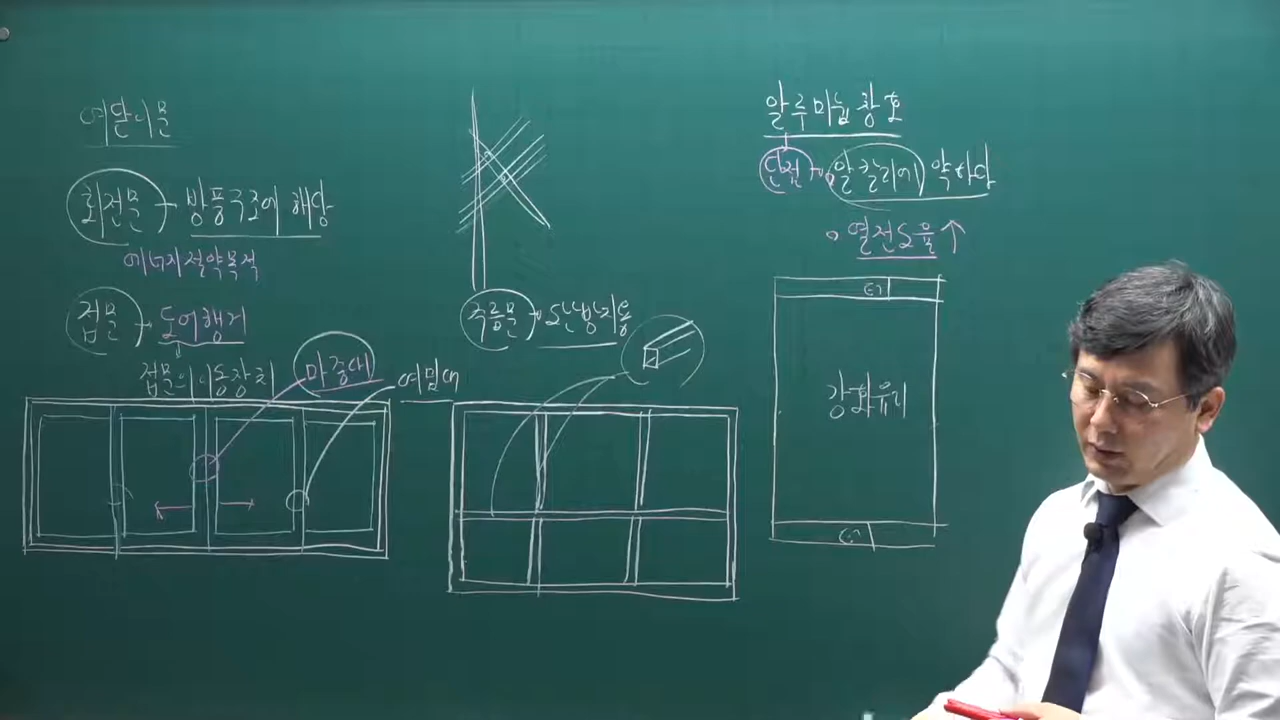 여닫이문
회전문 → 방풍구조에 해당
에너지절약목적
접문 → 도어행거
접문의 이동장치
마중대
여밈대
주름문 → 도난방지용
알루미늄 창호
단점 → 알칼리에 약하다
• 열전도율 ↑
강화유리